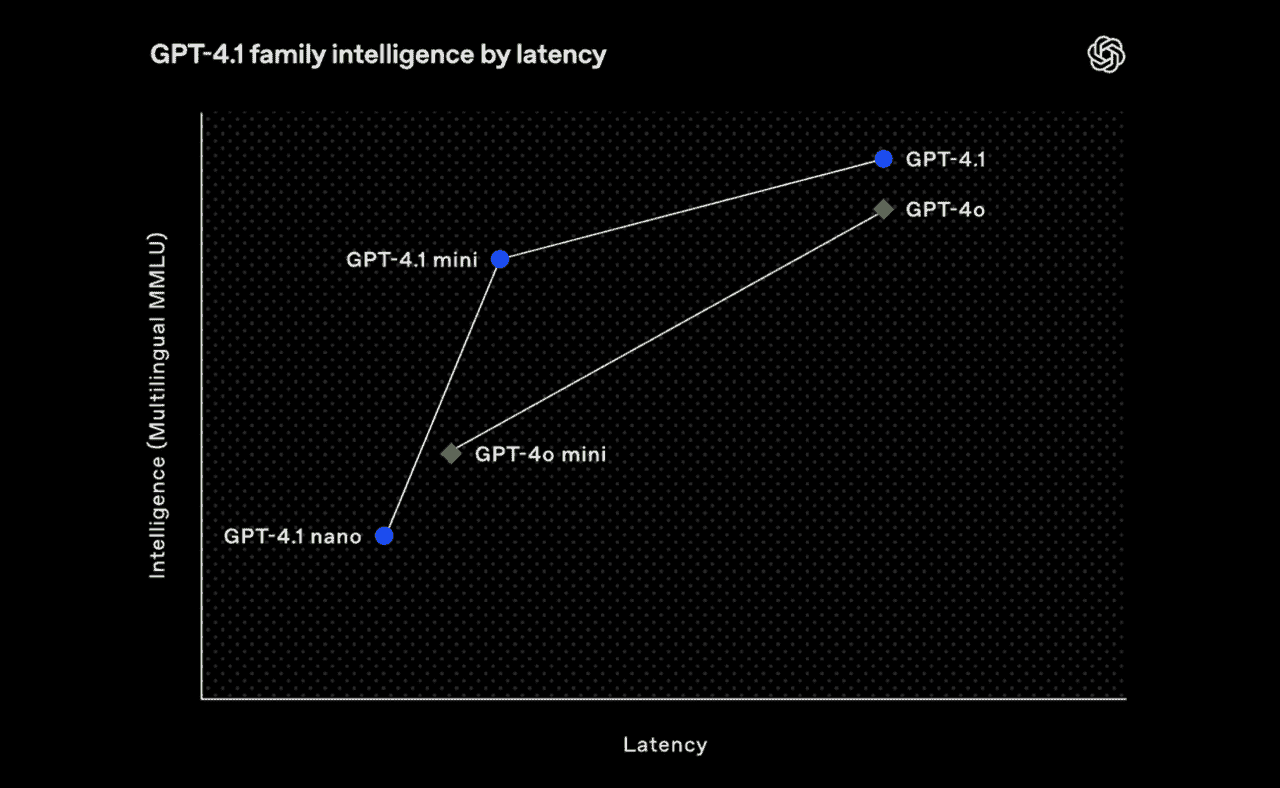 GPT-4.1 family intelligence by latency
GPT-4.1
GPT-4o
GPT-4.1 mini
GPT-4o mini
GPT-4.1 nano
Intelligence (Multilingual MMLU)
Latency